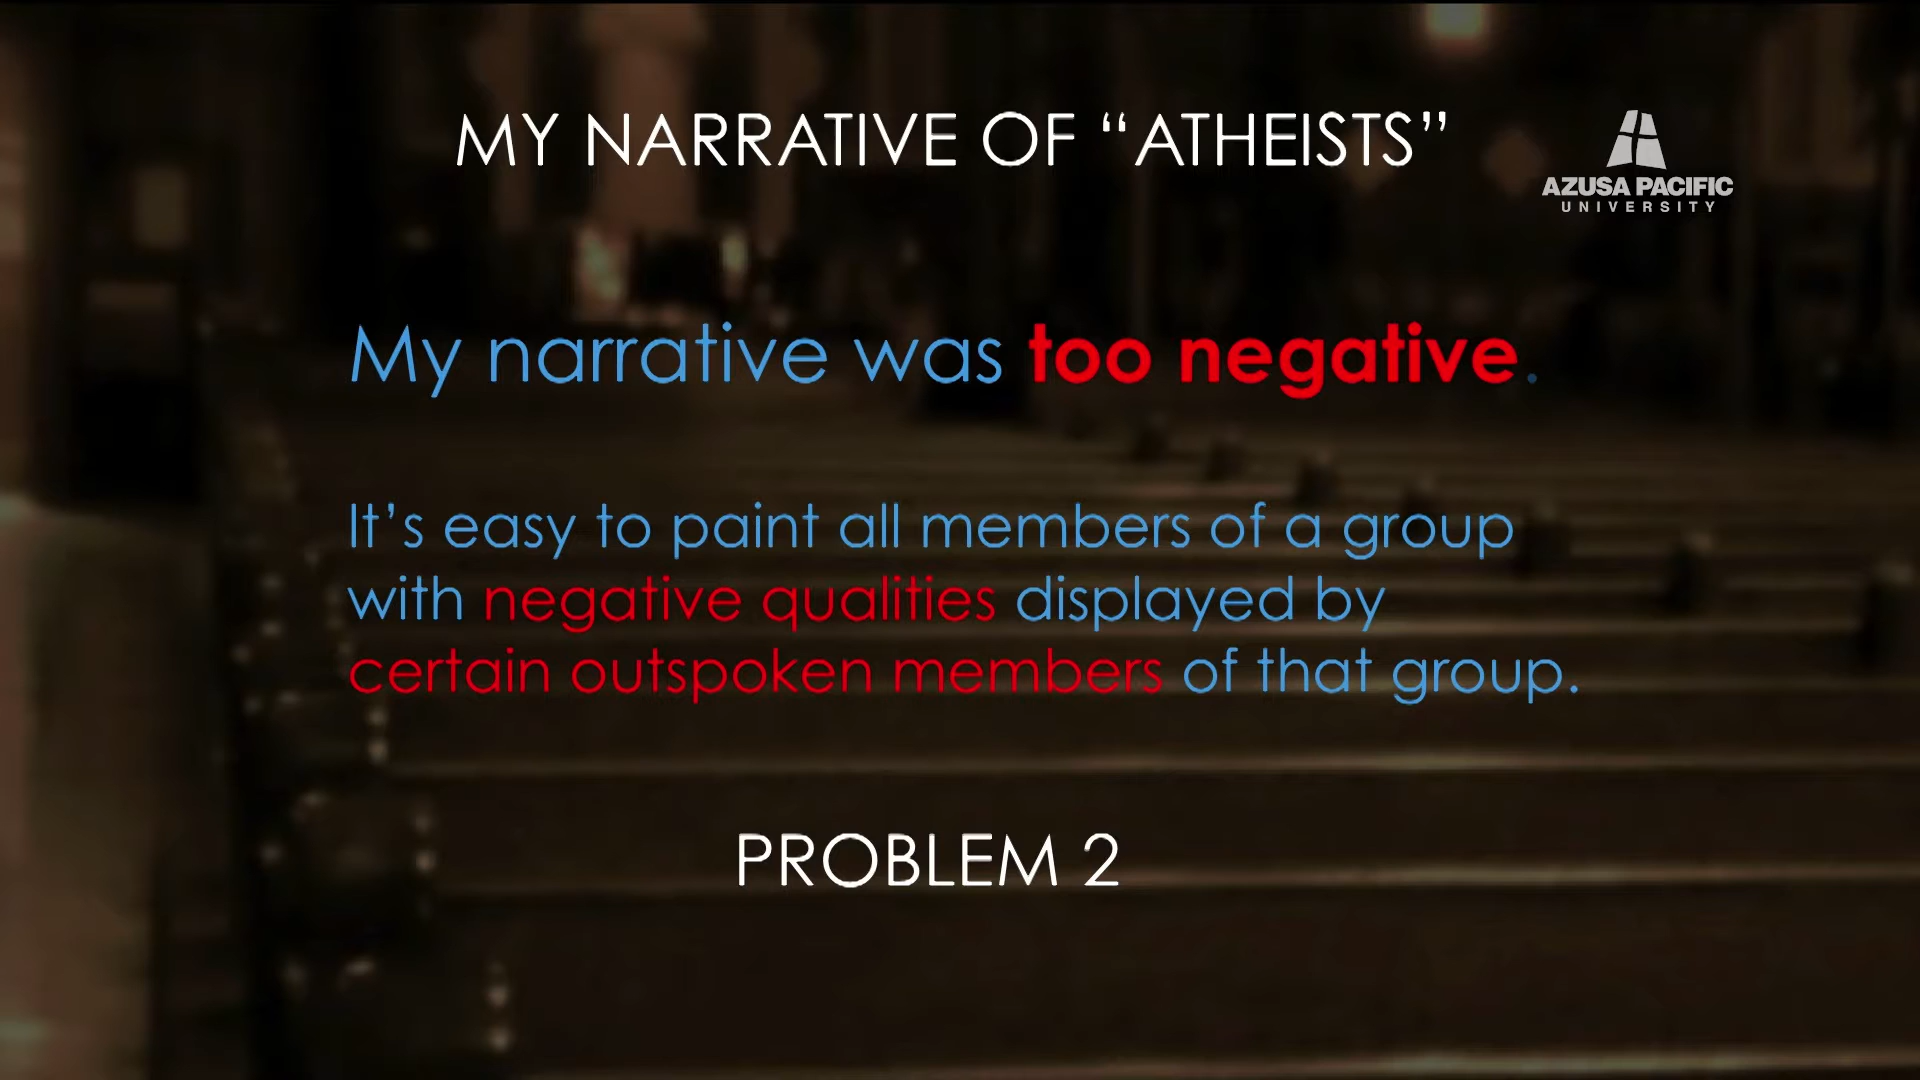 MY NARRATIVE OF “ATHEISTS”
AZUSA PACIFIC
UNIVERSITY
My narrative was too negative.
It’s easy to paint all members of a group
with negative qualities displayed by
certain outspoken members of that group.
PROBLEM 2